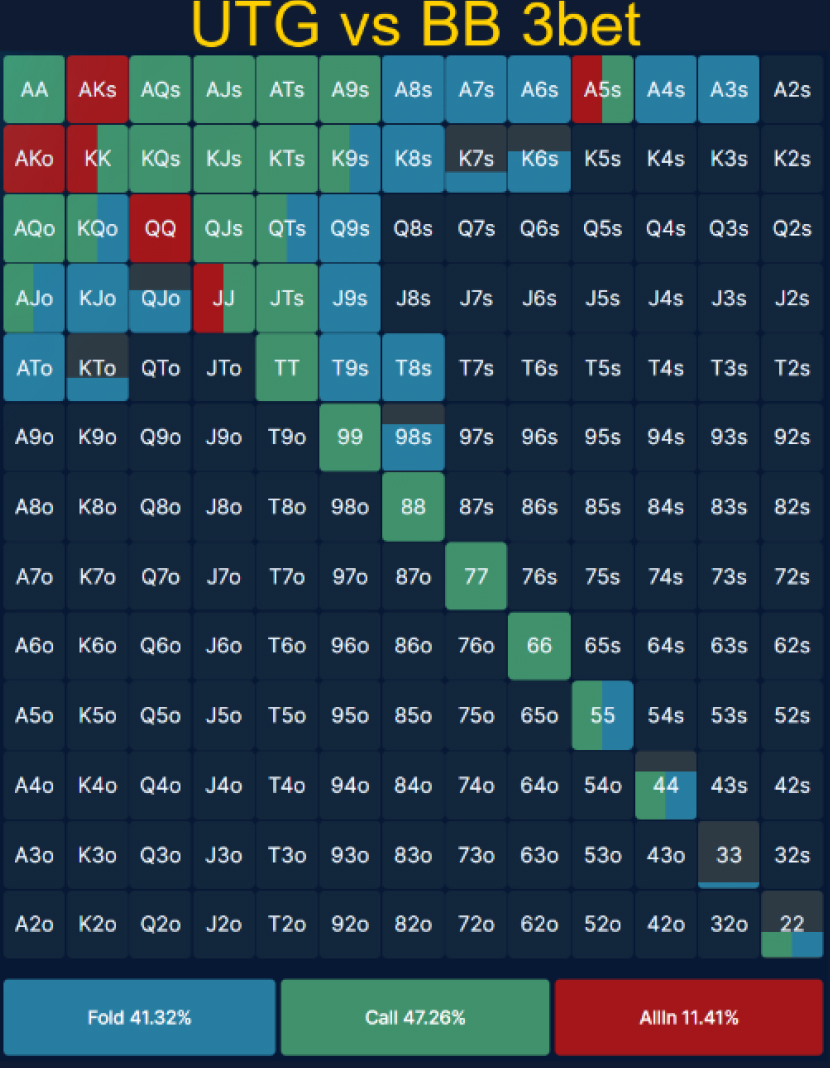 UTG vs BB 3bet
AA AKs AQs AJs ATs A9s A8s A7s A6s A5s A4s A3s A2s
AKo KK KQs KJs KTs K9s K8s K7s K6s K5s K4s K3s K2s
AQo KQo QQ QJs QTs Q9s Q8s Q7s Q6s Q5s Q4s Q3s Q2s
AJo KJo QJo JJ JTs J9s J8s J7s J6s J5s J4s J3s J2s
ATo KTo QTo JTo TT T9s T8s T7s T6s T5s T4s T3s T2s
A9o K9o Q9o J9o T9o 99 98s 97s 96s 95s 94s 93s 92s
A8o K8o Q8o J8o T8o 98o 88 87s 86s 85s 84s 83s 82s
A7o K7o Q7o J7o T7o 97o 87o 77 76s 75s 74s 73s 72s
A6o K6o Q6o J6o T6o 96o 86o 76o 66 65s 64s 63s 62s
A5o K5o Q5o J5o T5o 95o 85o 75o 65o 55 54s 53s 52s
A4o K4o Q4o J4o T4o 94o 84o 74o 64o 54o 44 43s 42s
A3o K3o Q3o J3o T3o 93o 83o 73o 63o 53o 43o 33 32s
A2o K2o Q2o J2o T2o 92o 82o 72o 62o 52o 42o 32o 22
Fold 41.32% Call 47.26% AllIn 11.41%